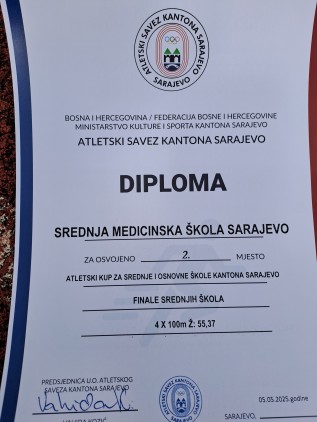 ATLETSKI SAVEZ KANTONA SARAJEVO
SARAJEVO
BOSNA I HERCEGOVINA / FEDERACIJA BOSNE I HERCEGOVINE
MINISTARSTVO KULTURE I SPORTA KANTONA SARAJEVO
ATLETSKI SAVEZ KANTONA SARAJEVO
DIPLOMA
SREDNJA MEDICINSKA ŠKOLA SARAJEVO
ZA OSVOJENO 2. MJESTO
ATLETSKI KUP ZA SREDNJE I OSNOVNE ŠKOLE KANTONA SARAJEVO
FINALE SREDNJIH ŠKOLA
4 X 100m Ž: 55,37
PREDSJEDNICA U.O. ATLETSKOG
SAVEZA KANTONA SARAJEVO
05.05.2025.godine
SARAJEVO,